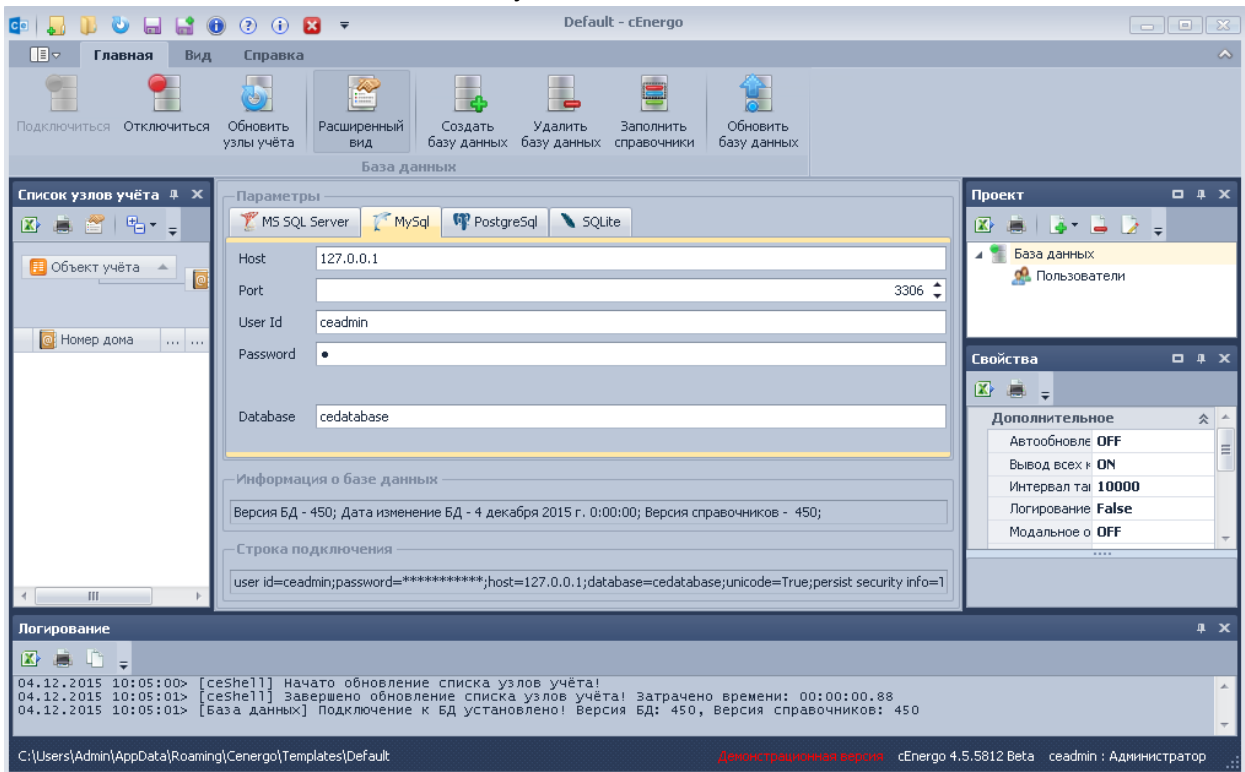 Default - cEnergo
Главная Вид Справка
Подключиться Отключиться Обновить узлы учёта Расширенный вид Создать базу данных Удалить базу данных Заполнить справочники Обновить базу данных
База данных
Список узлов учёта
Объект учёта
Номер дома ... ...
Параметры
MS SQL Server MySql PostgreSql SQLite
Host 127.0.0.1
Port 3306
User Id ceadmin
Password ●
Database cedatabase
Информация о базе данных
Версия БД - 450; Дата изменение БД - 4 декабря 2015 г. 0:00:00; Версия справочников - 450;
Строка подключения
user id=ceadmin;password=***********;host=127.0.0.1;database=cedatabase;unicode=True;persist security info=T
Проект
База данных
Пользователи
Свойства
Дополнительное
Автообновле OFF
Вывод всех к ON
Интервал таі 10000
Логирование False
Модальное о OFF
Логирование
04.12.2015 10:05:00> [ceShell] Начато обновление списка узлов учёта!
04.12.2015 10:05:01> [ceShell] Завершено обновление списка узлов учёта! Затрачено времени: 00:00:00.88
04.12.2015 10:05:01> [База данных] Подключение к БД установлено! Версия БД: 450, Версия справочников: 450
C:\Users\Admin\AppData\Roaming\Cenergo\Templates\Default Демонстрационная версия cEnergo 4.5.5812 Beta ceadmin : Администратор